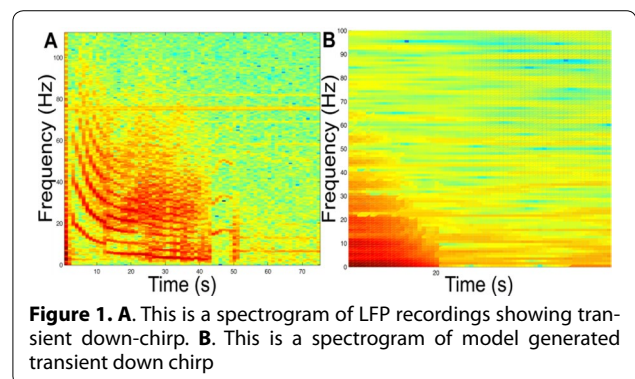 A
B
100
90
80
80
70
60
60
50
40
40
30
20
20
10
0
0
10
20
30
40
50
60
70
20
Frequency (Hz)
Frequency (Hz)
Time (s)
Time (s)
Figure 1. A. This is a spectrogram of LFP recordings showing tran-
sient down-chirp. B. This is a spectrogram of model generated
transient down chirp